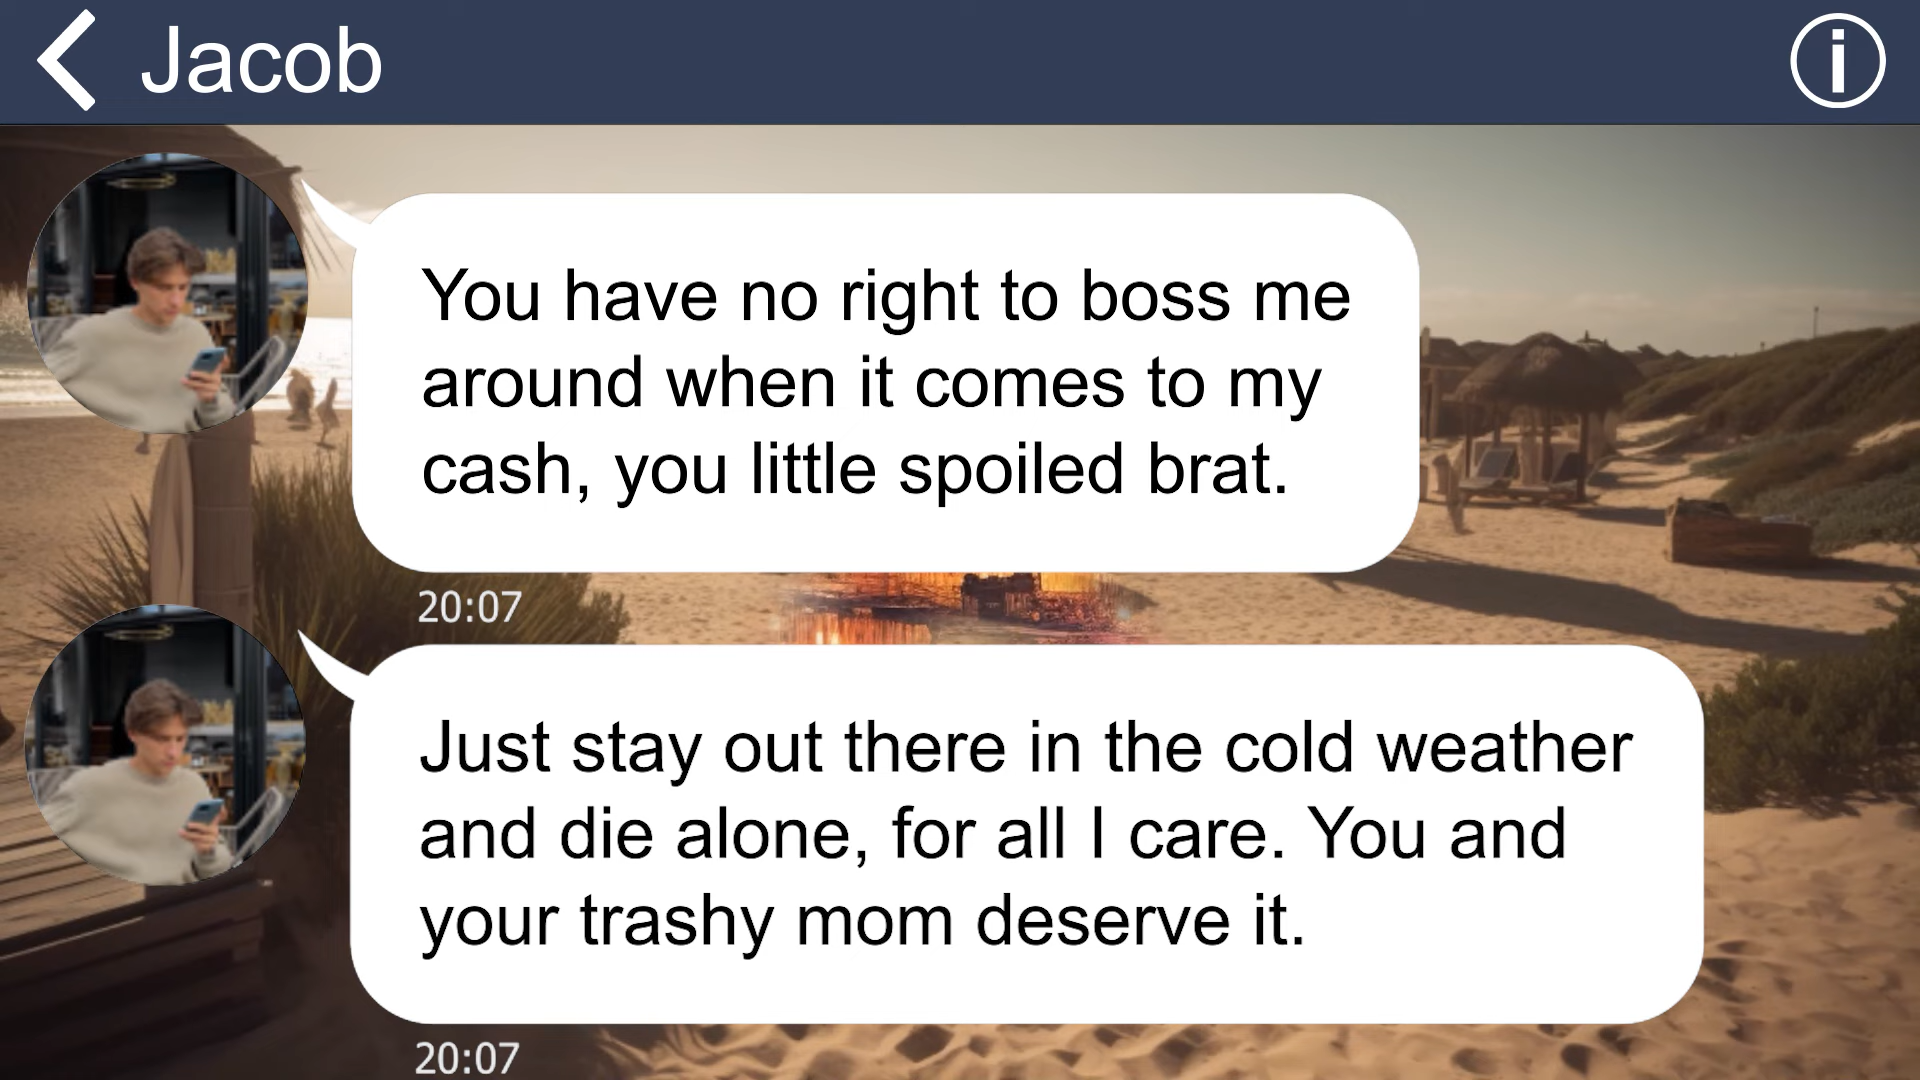 Jacob
You have no right to boss me
around when it comes to my
cash, you little spoiled brat.
20:07
Just stay out there in the cold weather
and die alone, for all I care. You and
your trashy mom deserve it.
20:07